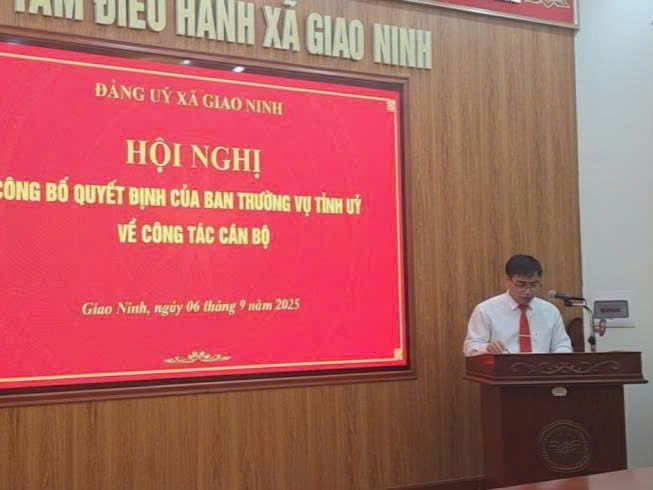 TÂM ĐIỀU HÀNH XÃ GIAO NINH
ĐẢNG UỶ XÃ GIAO NINH
HỘI NGHỊ
CÔNG BỐ QUYẾT ĐỊNH CỦA BAN THƯỜNG VỤ TỈNH UỶ
VỀ CÔNG TÁC CÁN BỘ
Giao Ninh, ngày 06 tháng 9 năm 2025